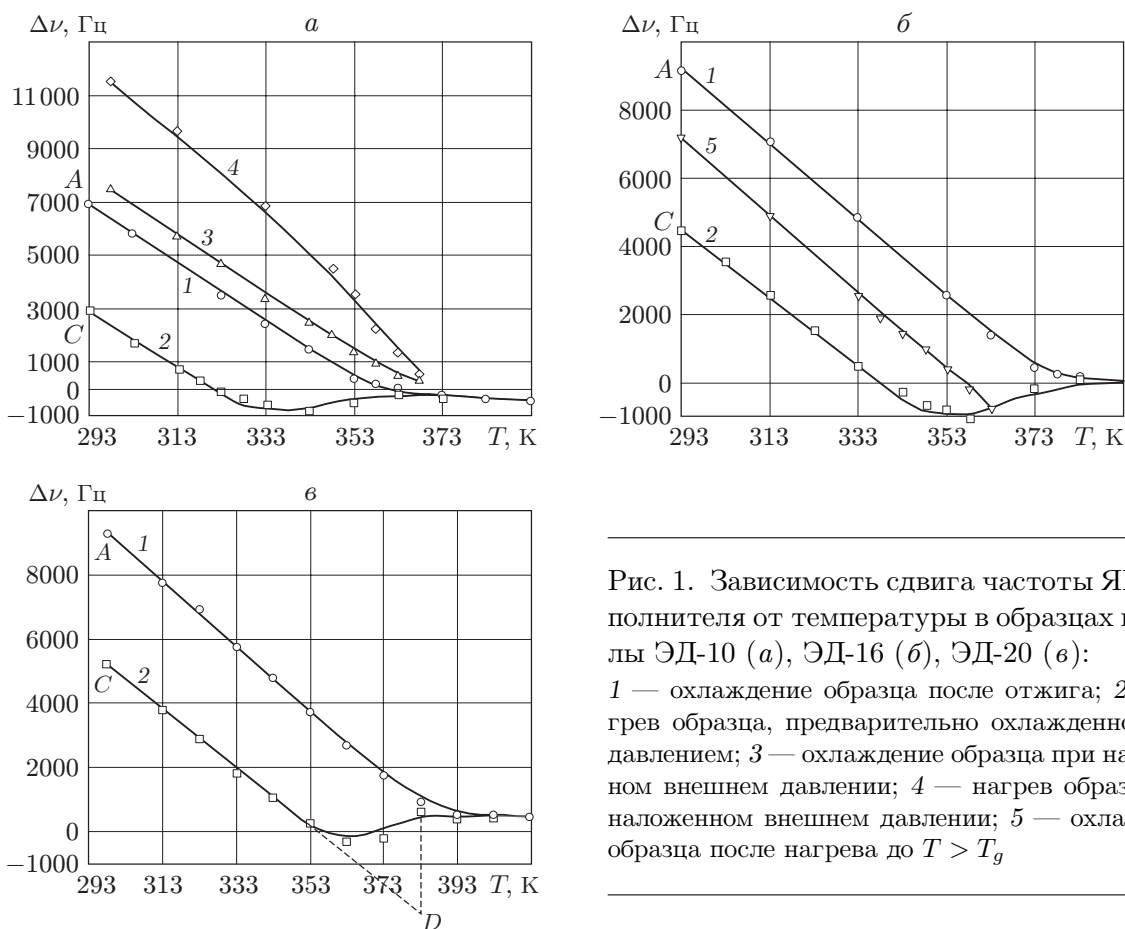 Δν, Гц а
11 000
9000
A
7000
5000
3000
C
1000
0
−1000
4
3
1
2
293 313 333 353 373 T, К
Δν, Гц б
A
8000
6000
C
4000
2000
0
−1000
1
5
2
293 313 333 353 373 T, К
Δν, Гц в
A
8000
6000
C
4000
2000
0
−1000
1
2
293 313 333 353 373 393 T, К
D
Рис. 1. Зависимость сдвига частоты
полнителя от температуры в образцах
лы ЭД-10 (а), ЭД-16 (б), ЭД-20 (в):
1 — охлаждение образца после отжига; 2
грев образца, предварительно охлажденно
давлением; 3 — охлаждение образца при на
ном внешнем давлении; 4 — нагрев образ
наложенном внешнем давлении; 5 — охла
образца после нагрева до T > Tg